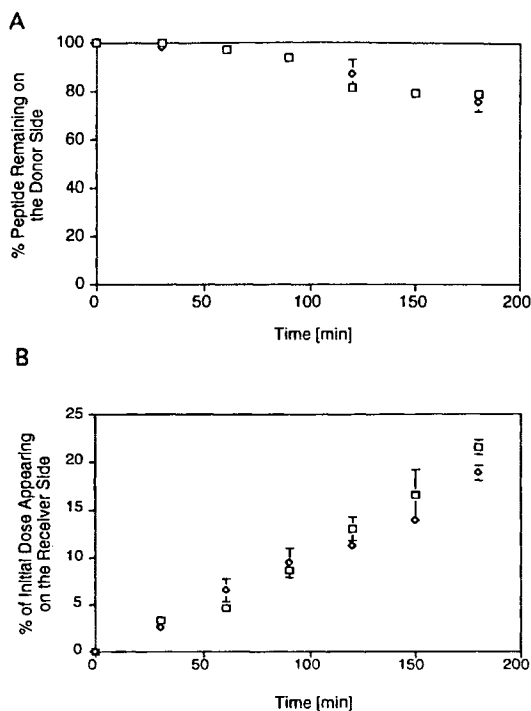 A
100
80
60
40
20
0
% Peptide Remaining on
the Donor Side
0 50 100 150 200
Time [min]
B
25
20
15
10
5
0
% of Initial Dose Appearing
on the Receiver Side
0 50 100 150 200
Time [min]